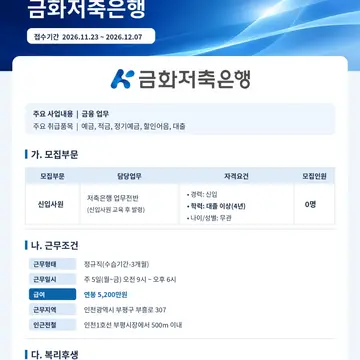 금화저축은행
접수기간 2026.11.23 ~ 2026.12.07
금화저축은행
주요 사업내용 | 금융 업무
주요 취급품목 | 예금, 적금, 정기예금, 할인어음, 대출
가. 모집부문
모집부문 담당업무 자격요건 모집인원
신입사원
저축은행 업무전반
(신입사원 교육 후 발령)
• 경력: 신입
• 학력: 대졸 이상(4년)
• 나이/성별: 무관
0명
나. 근무조건
근무형태 정규직(수습기간-3개월)
근무일시 주 5일(월~금) 오전 9시 ~ 오후 6시
급여 연봉 5,200만원
근무지역 인천광역시 부평구 부흥로 307
인근전철 인천1호선 부평시장에서 500m 이내
다. 복리후생